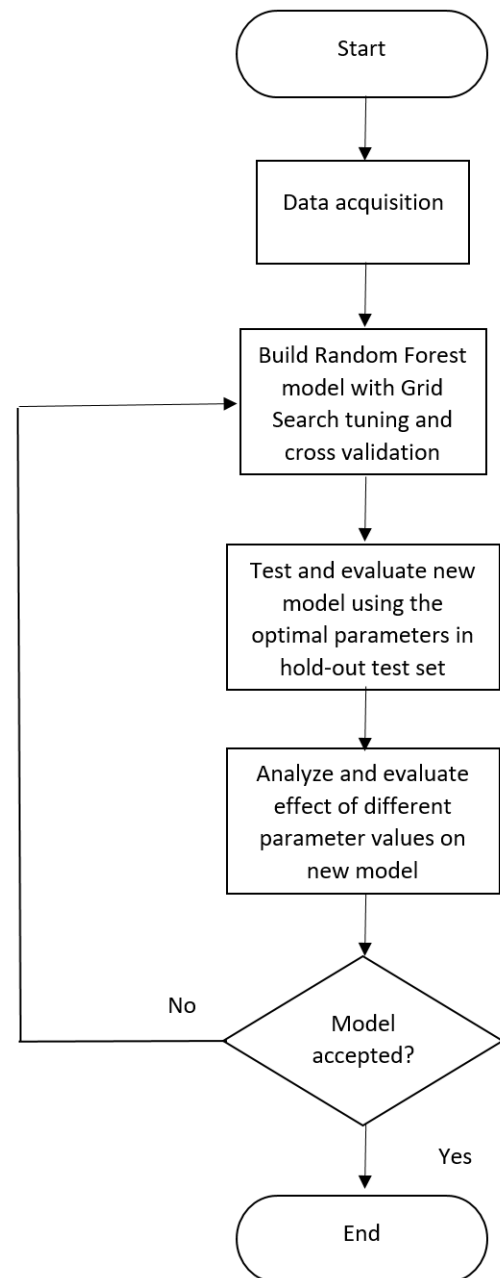 Start
Data acquisition
Build Random Forest
model with Grid
Search tuning and
cross validation
Test and evaluate new
model using the
optimal parameters in
hold-out test set
Analyze and evaluate
effect of different
parameter values on
new model
No
Model
accepted?
Yes
End